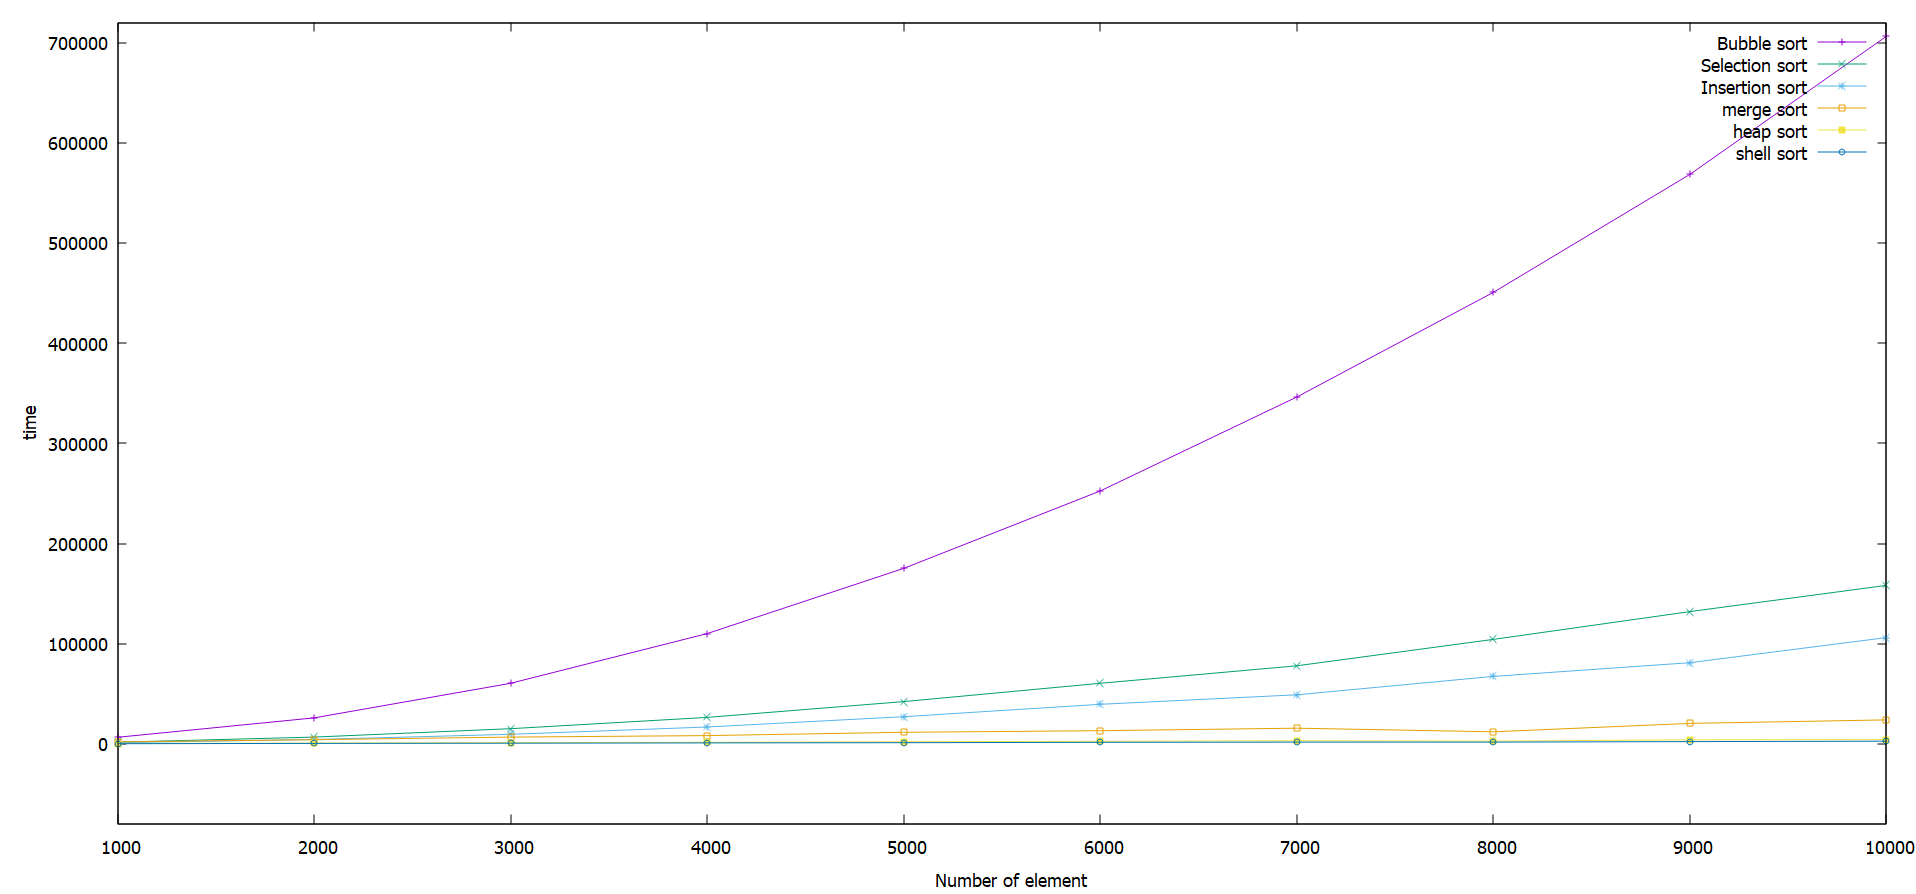 700000
600000
500000
400000
300000
200000
100000
0
time
Bubble sort
Selection sort
Insertion sort
merge sort
heap sort
shell sort
1000 2000 3000 4000 5000 6000 7000 8000 9000 10000
Number of element